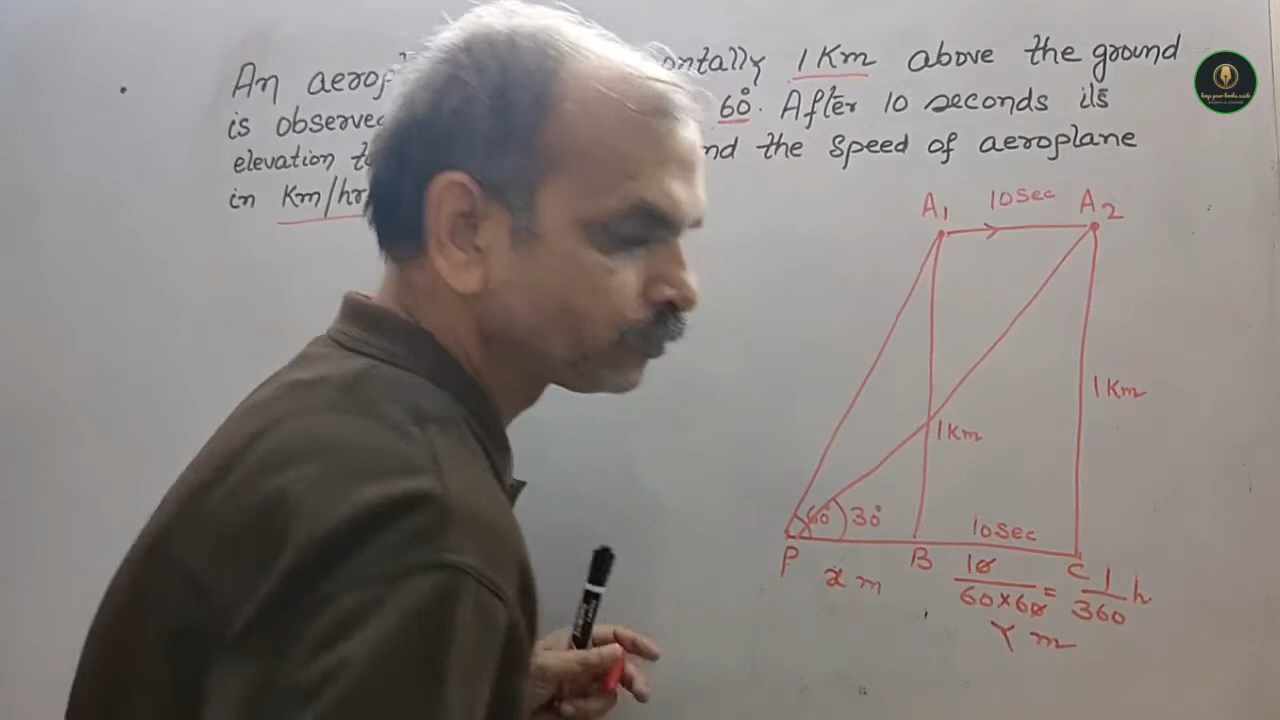 An aerop ontally 1 Km above the ground
is observed 60°. After 10 seconds its
elevation nd the speed of aeroplane
in Km/hr
A1 10 Sec A2
1 Km
1 Km
60° 30° 10 Sec
P B C
x m 10/60×60 = 1/360 h
Y m